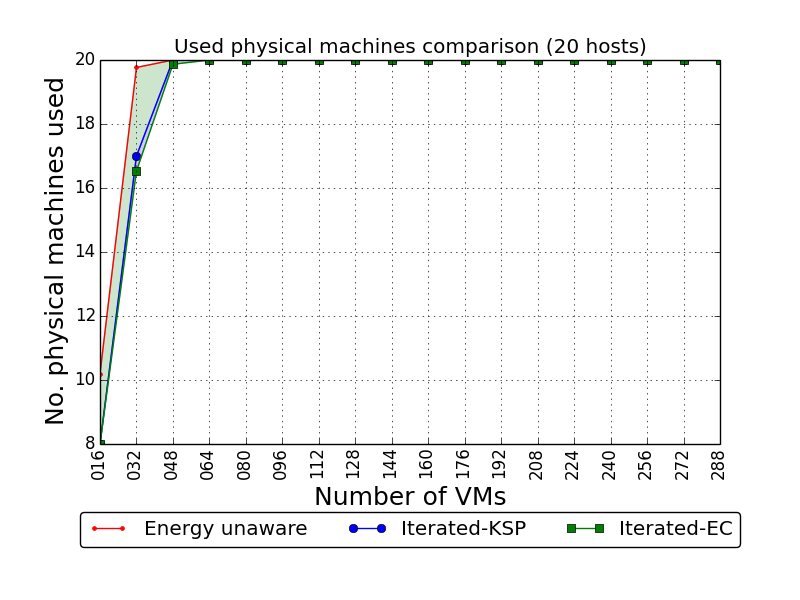 Used physical machines comparison (20 hosts)
No. physical machines used
20
18
16
14
12
10
8
016 032 048 064 080 096 112 128 144 160 176 192 208 224 240 256 272 288
Number of VMs
Energy unaware Iterated-KSP Iterated-EC